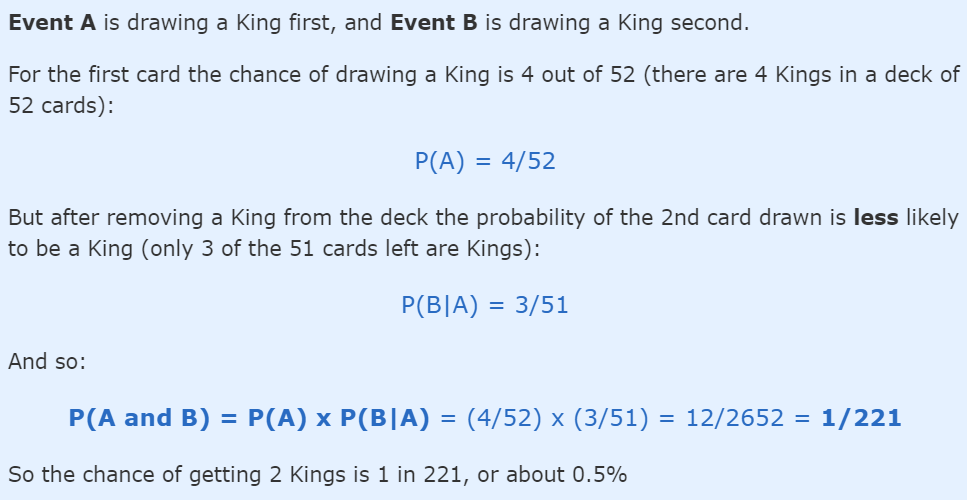 Event A is drawing a King first, and Event B is drawing a King second.
For the first card the chance of drawing a King is 4 out of 52 (there are 4 Kings in a deck of
52 cards):
P(A) = 4/52
But after removing a King from the deck the probability of the 2nd card drawn is less likely
to be a King (only 3 of the 51 cards left are Kings):
P(B|A) = 3/51
And so:
P(A and B) = P(A) x P(B|A) = (4/52) x (3/51) = 12/2652 = 1/221
So the chance of getting 2 Kings is 1 in 221, or about 0.5%